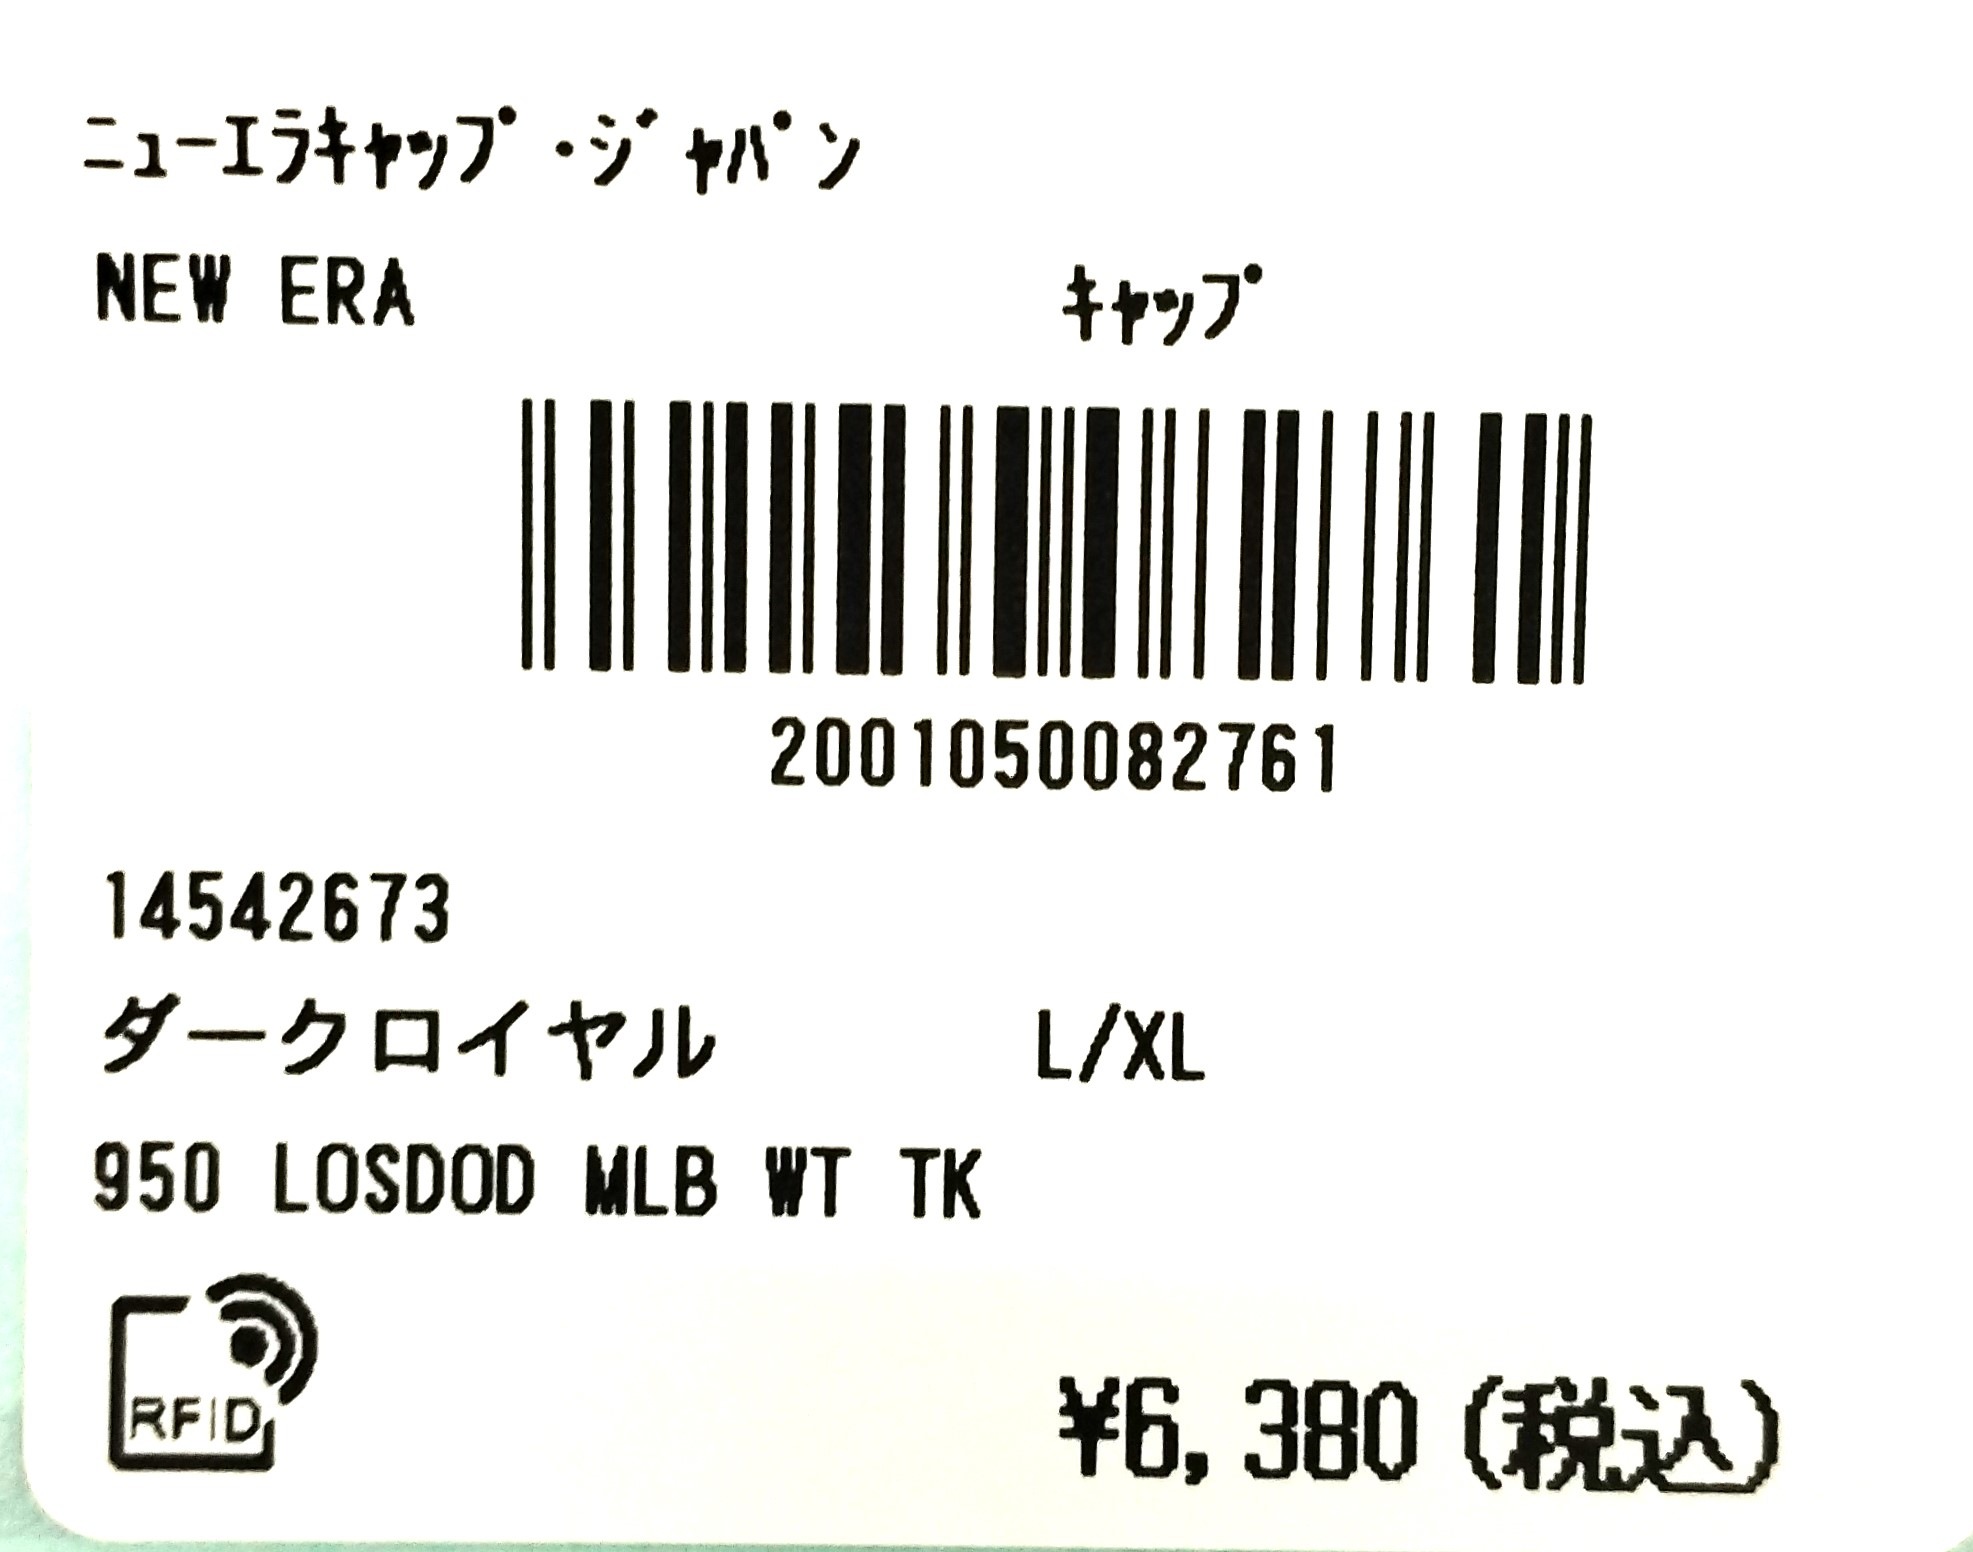 ﾆｭｰｴﾗｷｬｯﾌﾟ・ｼﾞｬﾊﾟﾝ
NEW ERA ｷｬｯﾌﾟ
2001050082761
14542673
ダークロイヤル L/XL
950 LOSDOD MLB WT TK
RFID
¥6,380(税込)